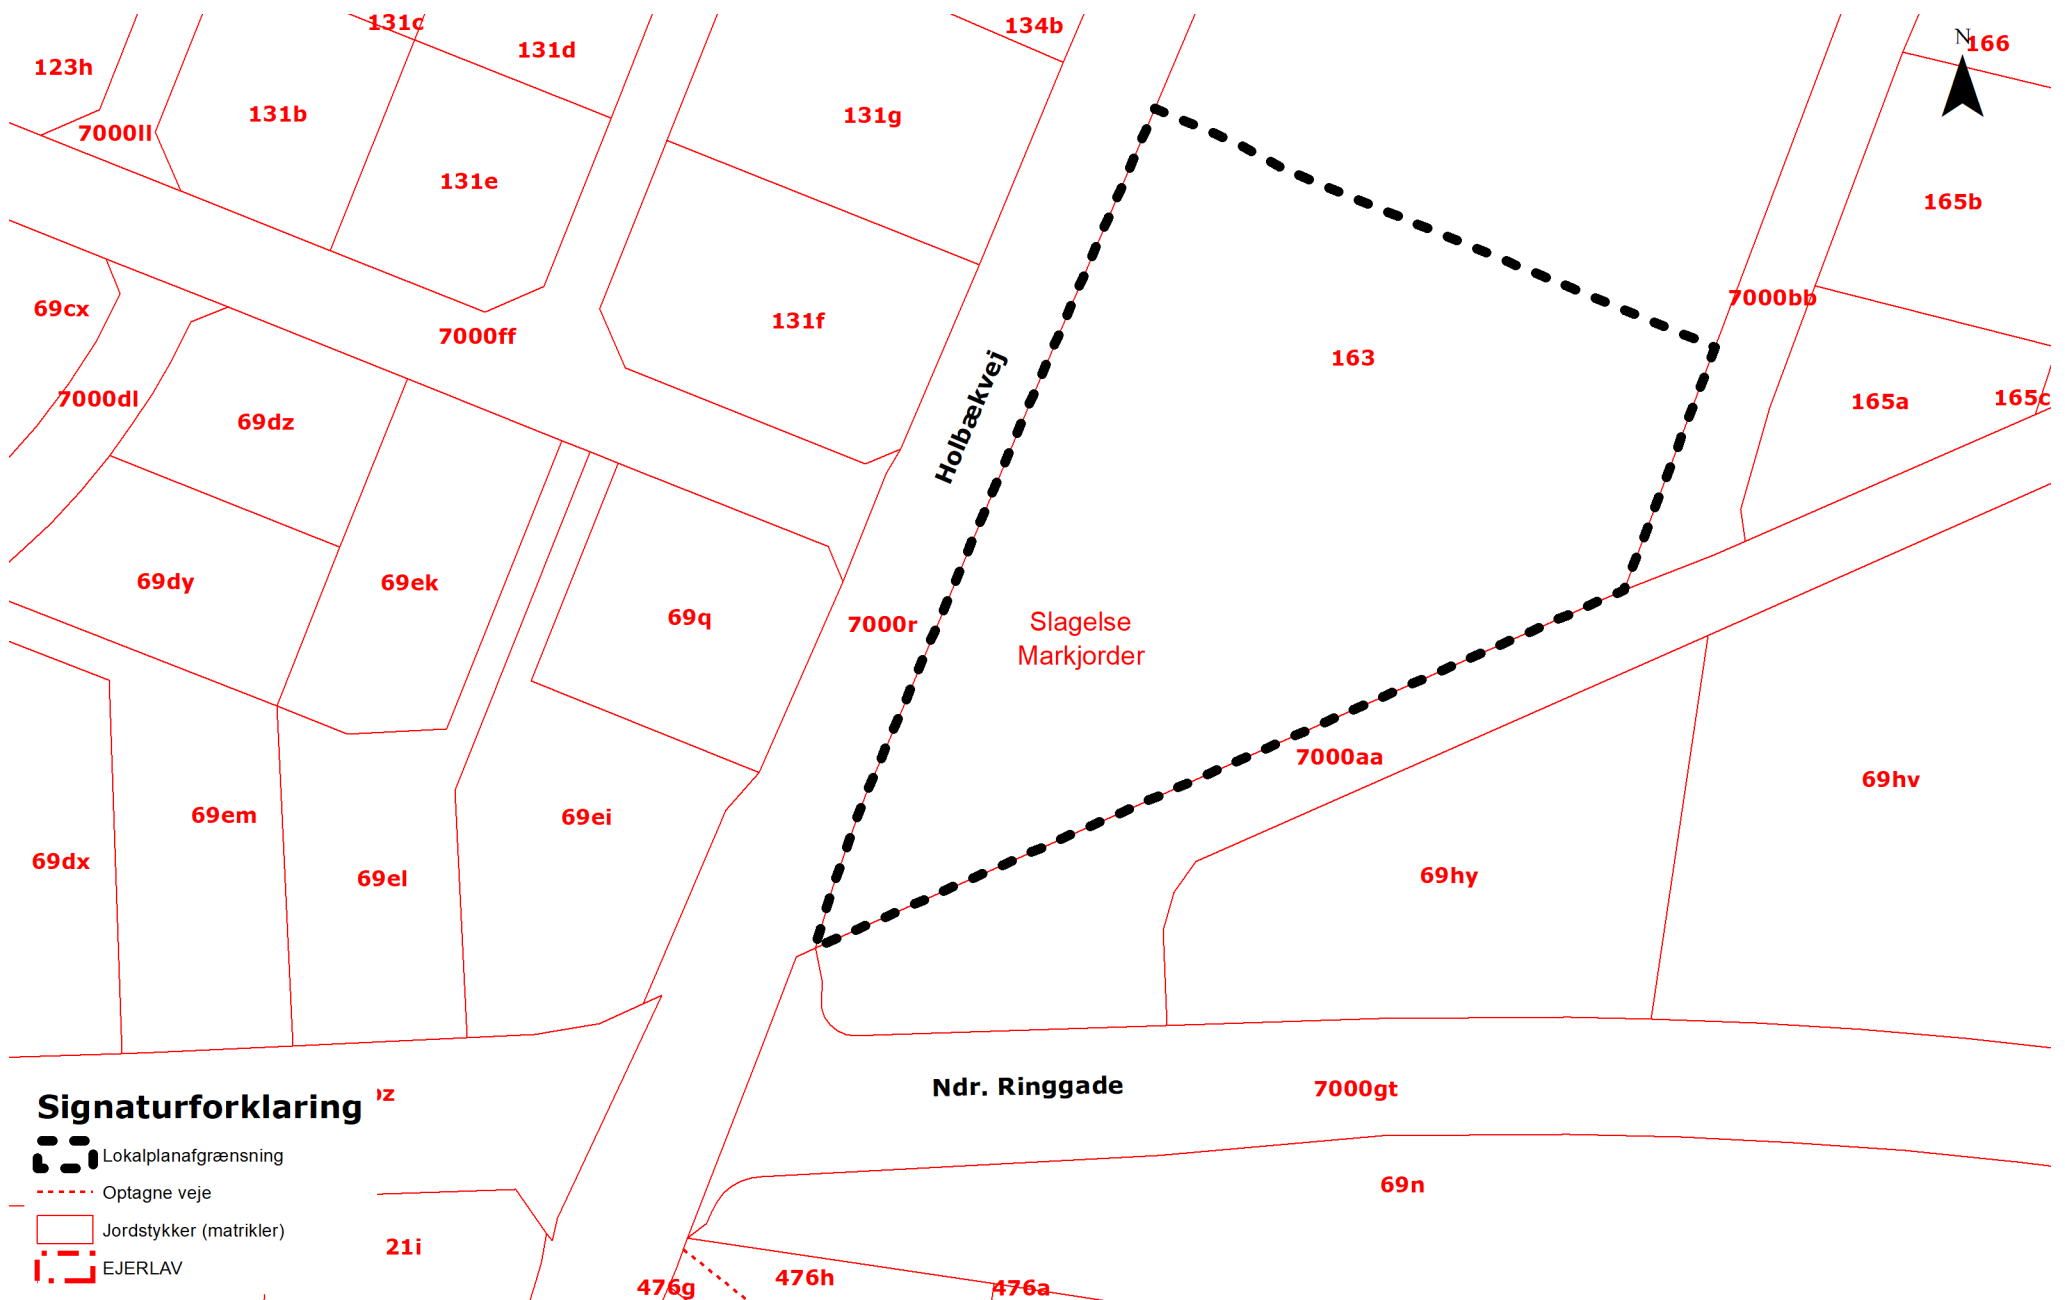 131c
134b
131d
N
166
123h
131b
131g
7000ll
131e
165b
7000bb
69cx
131f
7000ff
163
Holbækvej
7000dl
165a
165c
69dz
69dy
69ek
69q
7000r
Slagelse
Markjorder
7000aa
69hv
69em
69ei
69dx
69el
69hy
Ndr. Ringgade
7000gt
Signaturforklaring
Lokalplanafgrænsning
Optagne veje
Jordstykker (matrikler)
EJERLAV
69n
21i
476g
476h
476a